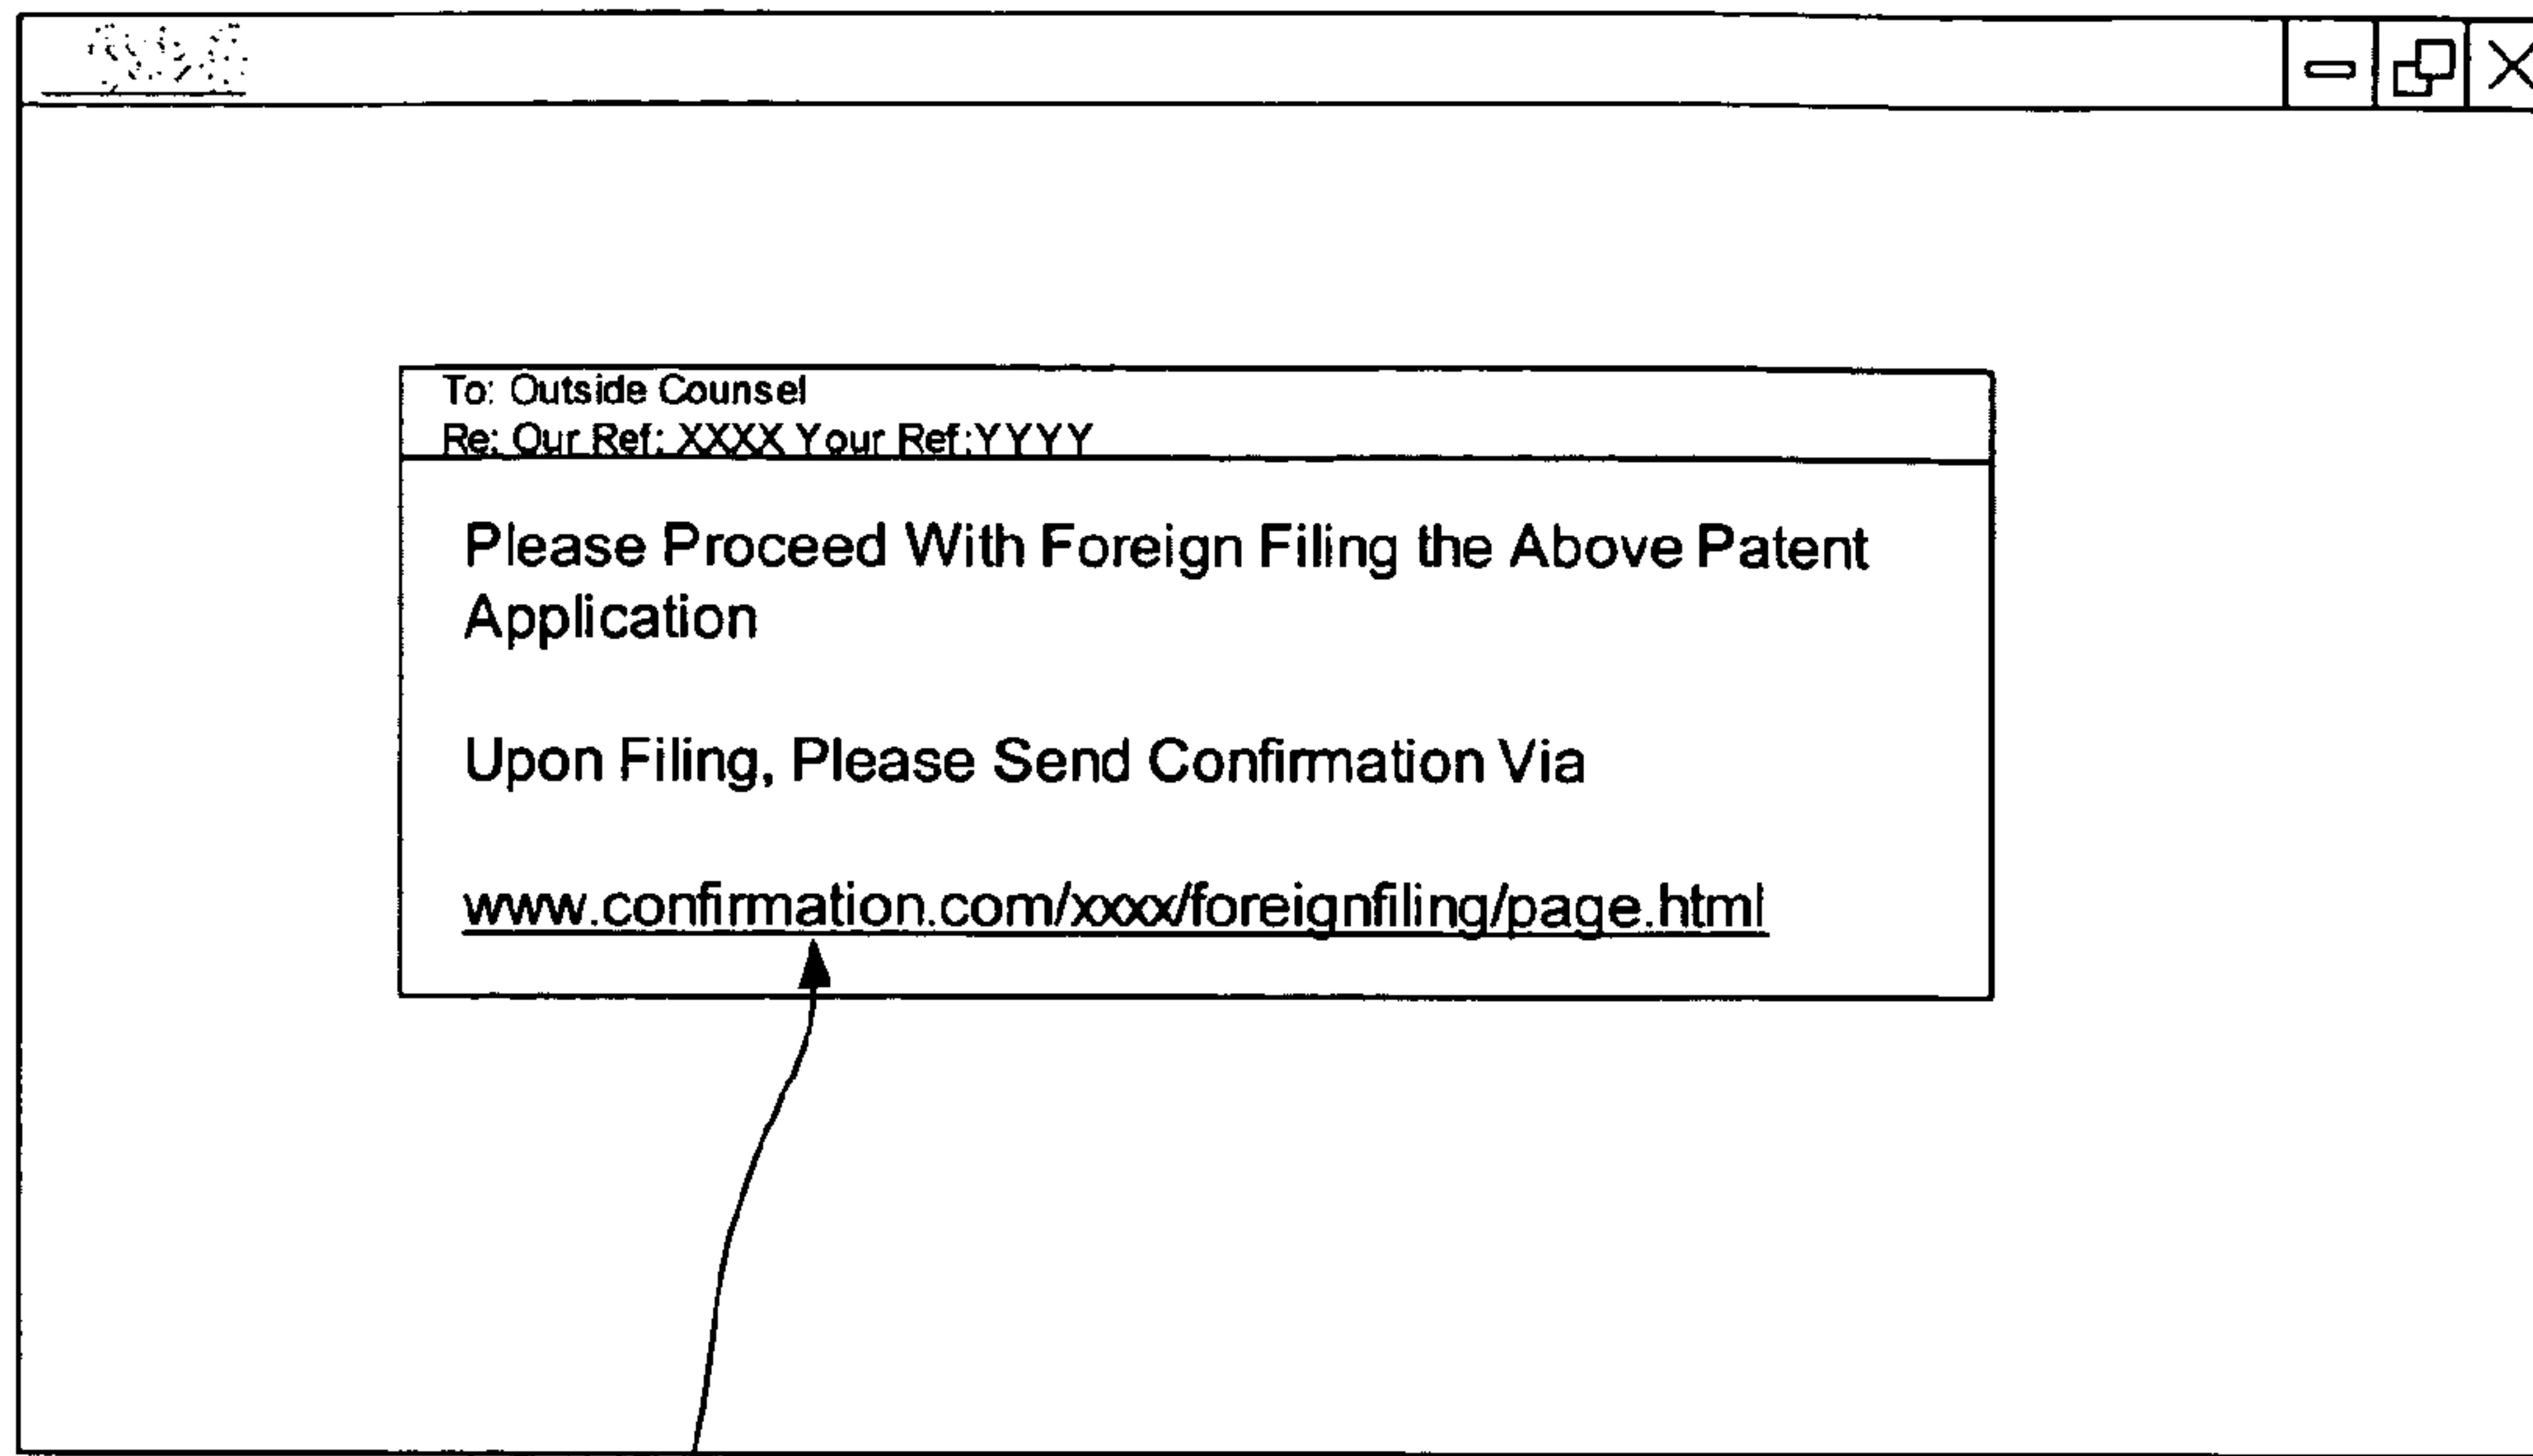 To: Outside Counsel
Re: Our Ref: XXXX Your Ref:YYYY
Please Proceed With Foreign Filing the Above Patent
Application
Upon Filing, Please Send Confirmation Via
www.confirmation.com/xxxx/foreignfiling/page.html